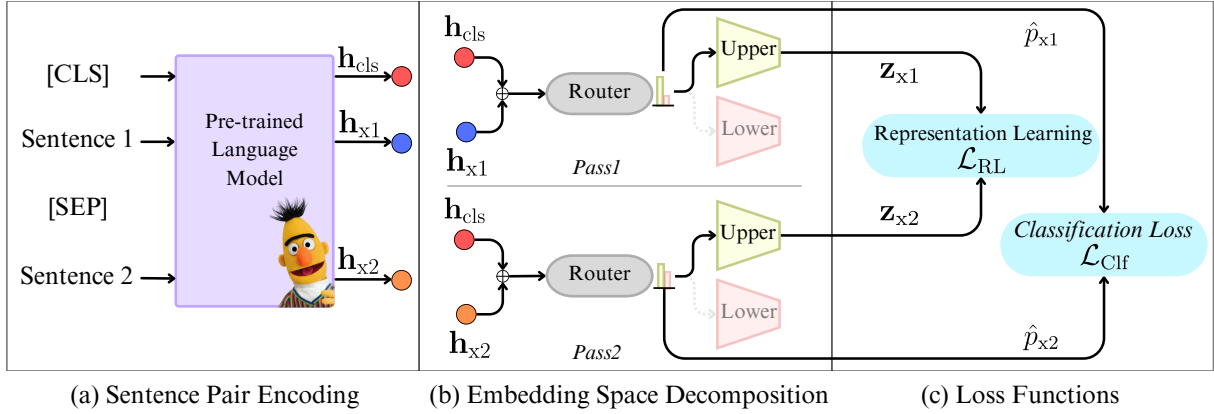 [CLS]
Sentence 1
[SEP]
Sentence 2
Pre-trained
Language
Model
h_cls
h_x1
h_x2
h_cls
h_x1
⊕
Router
Upper
Lower
Pass1
h_cls
h_x2
⊕
Router
Upper
Lower
Pass2
z_x1
z_x2
p̂_x1
p̂_x2
Representation Learning
ℒ_RL
Classification Loss
ℒ_Clf
(a) Sentence Pair Encoding
(b) Embedding Space Decomposition
(c) Loss Functions